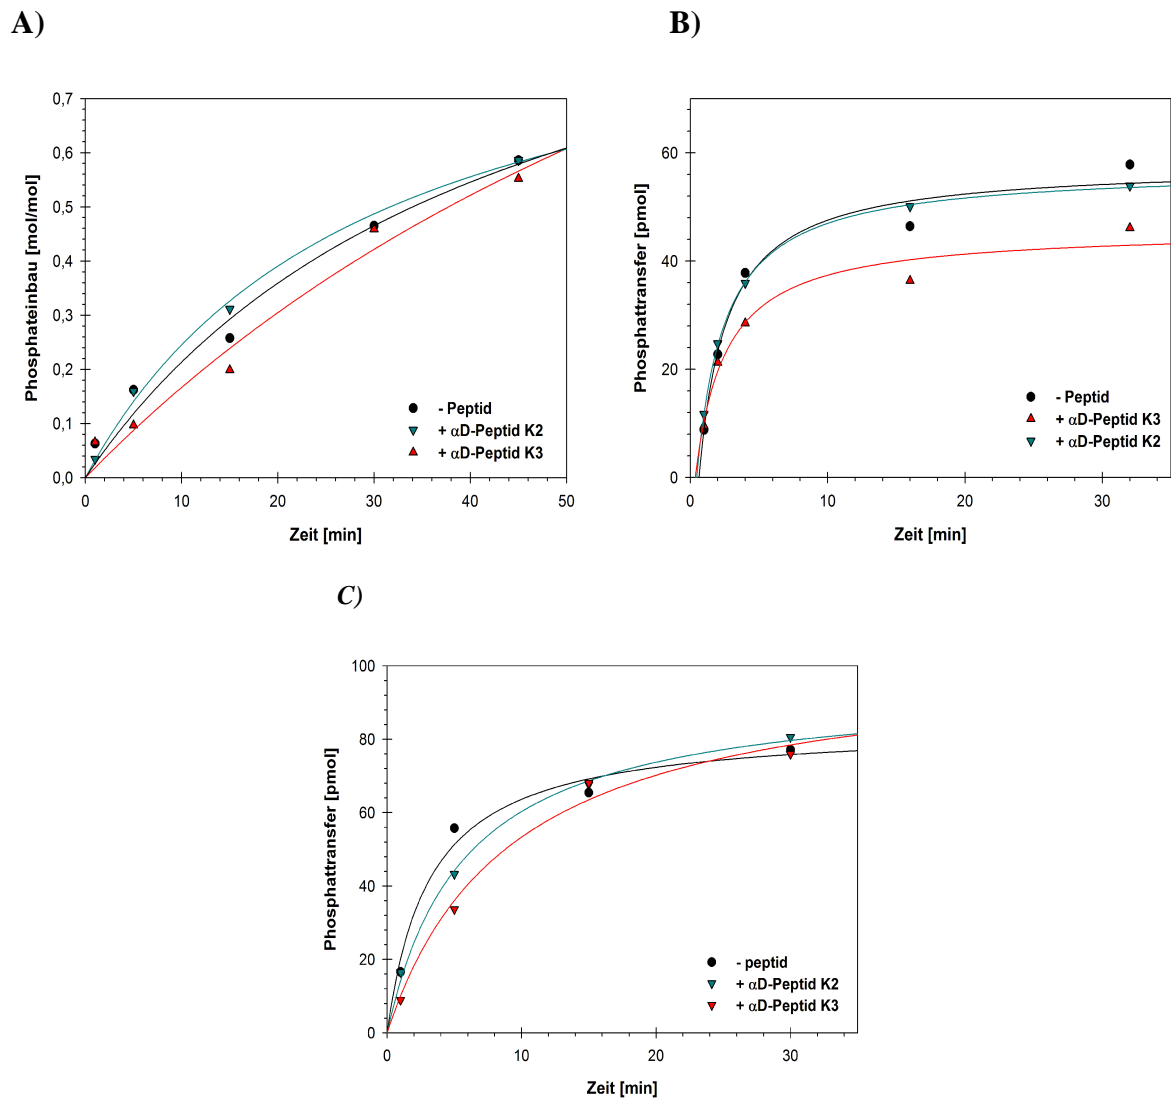 A)
B)
Phosphateinbau [mol/mol]
0,7
0,6
0,5
0,4
0,3
0,2
0,1
0,0
0 10 20 30 40 50
Zeit [min]
- Peptid
+ αD-Peptid K2
+ αD-Peptid K3
Phosphattransfer [pmol]
60
40
20
0
0 10 20 30
Zeit [min]
- Peptid
+ αD-Peptid K3
+ αD-Peptid K2
C)
Phosphattransfer [pmol]
100
80
60
40
20
0
0 10 20 30
Zeit [min]
- peptid
+ αD-Peptid K2
+ αD-Peptid K3